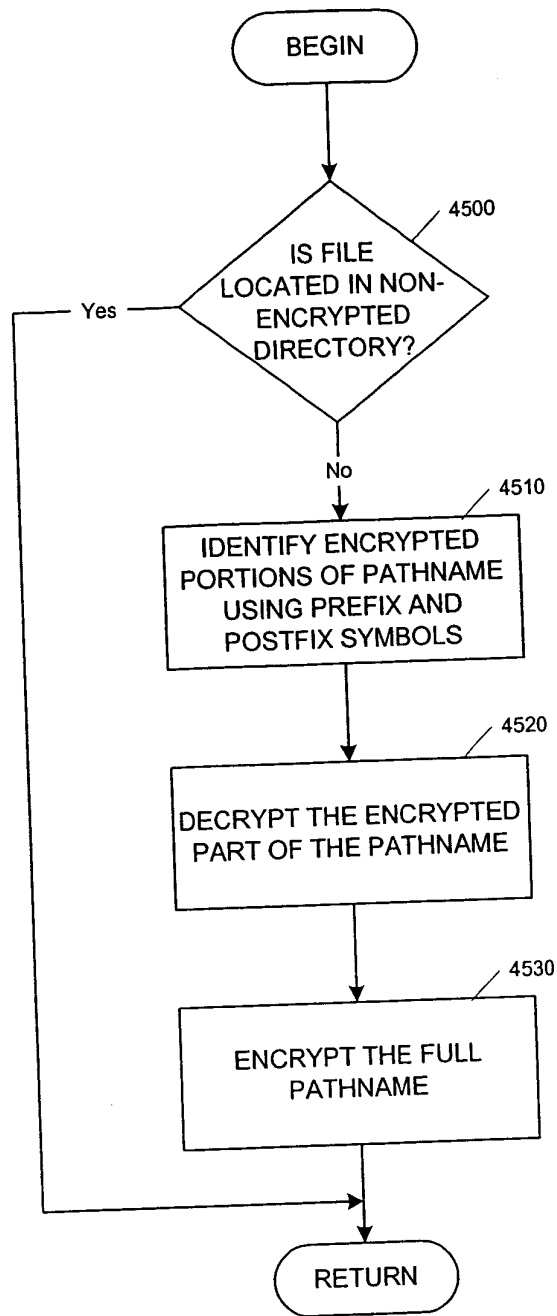 BEGIN
4500
IS FILE
LOCATED IN NON-
ENCRYPTED
DIRECTORY?
Yes
No
4510
IDENTIFY ENCRYPTED
PORTIONS OF PATHNAME
USING PREFIX AND
POSTFIX SYMBOLS
4520
DECRYPT THE ENCRYPTED
PART OF THE PATHNAME
4530
ENCRYPT THE FULL
PATHNAME
RETURN